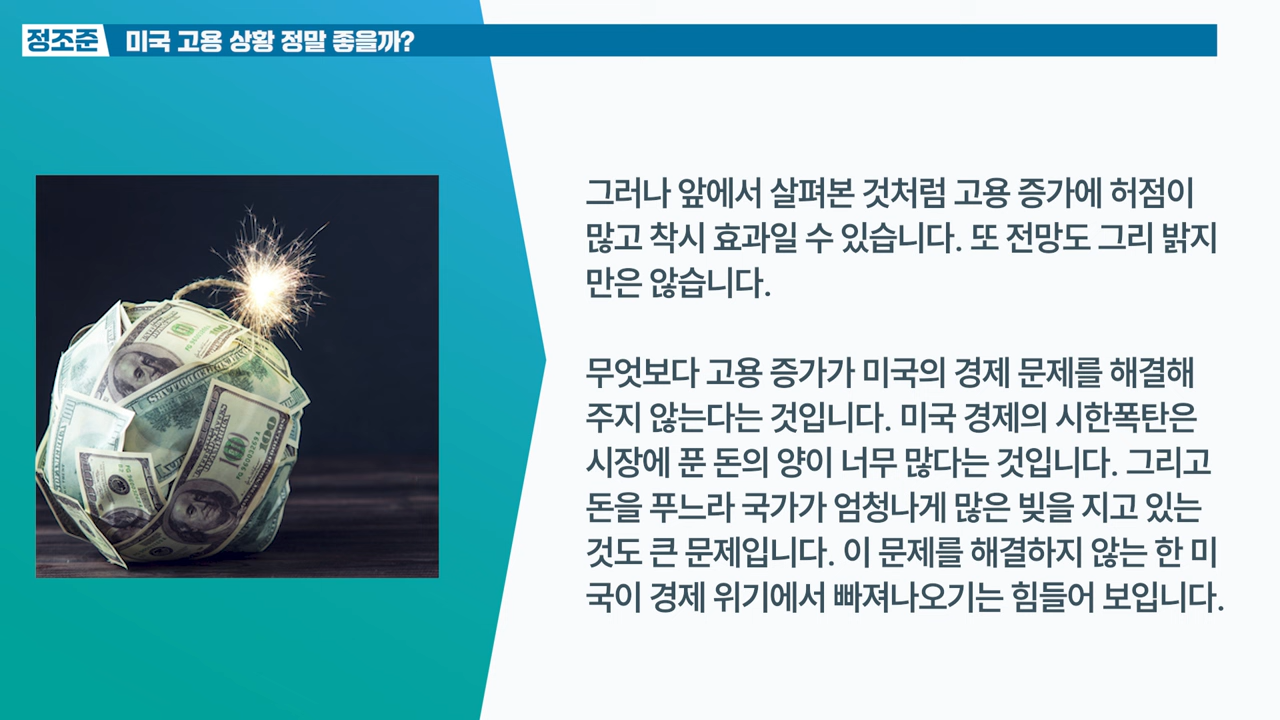 정조준 미국 고용 상황 정말 좋을까?
그러나 앞에서 살펴본 것처럼 고용 증가에 허점이
많고 착시 효과일 수 있습니다. 또 전망도 그리 밝지
만은 않습니다.
무엇보다 고용 증가가 미국의 경제 문제를 해결해
주지 않는다는 것입니다. 미국 경제의 시한폭탄은
시장에 푼 돈의 양이 너무 많다는 것입니다. 그리고
돈을 푸느라 국가가 엄청나게 많은 빚을 지고 있는
것도 큰 문제입니다. 이 문제를 해결하지 않는 한 미
국이 경제 위기에서 빠져나오기는 힘들어 보입니다.
100
100